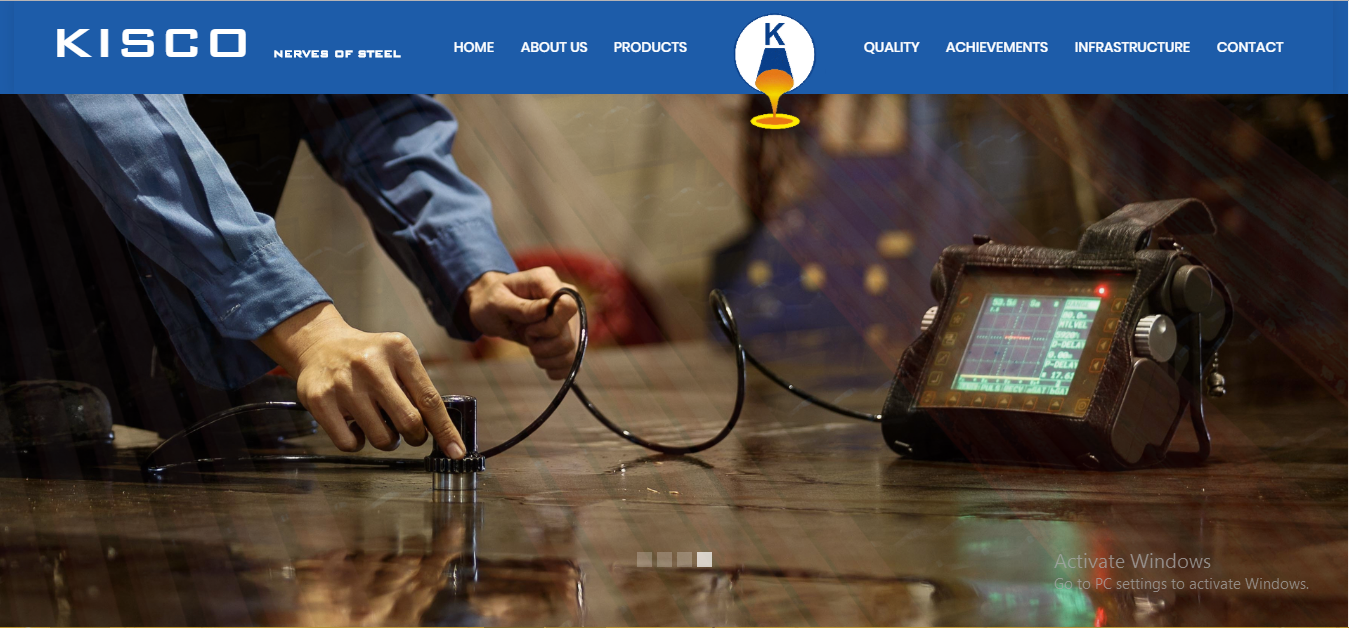 KISCO NERVES OF STEEL HOME ABOUT US PRODUCTS K QUALITY ACHIEVEMENTS INFRASTRUCTURE CONTACT
Activate Windows
Go to PC settings to activate Windows.